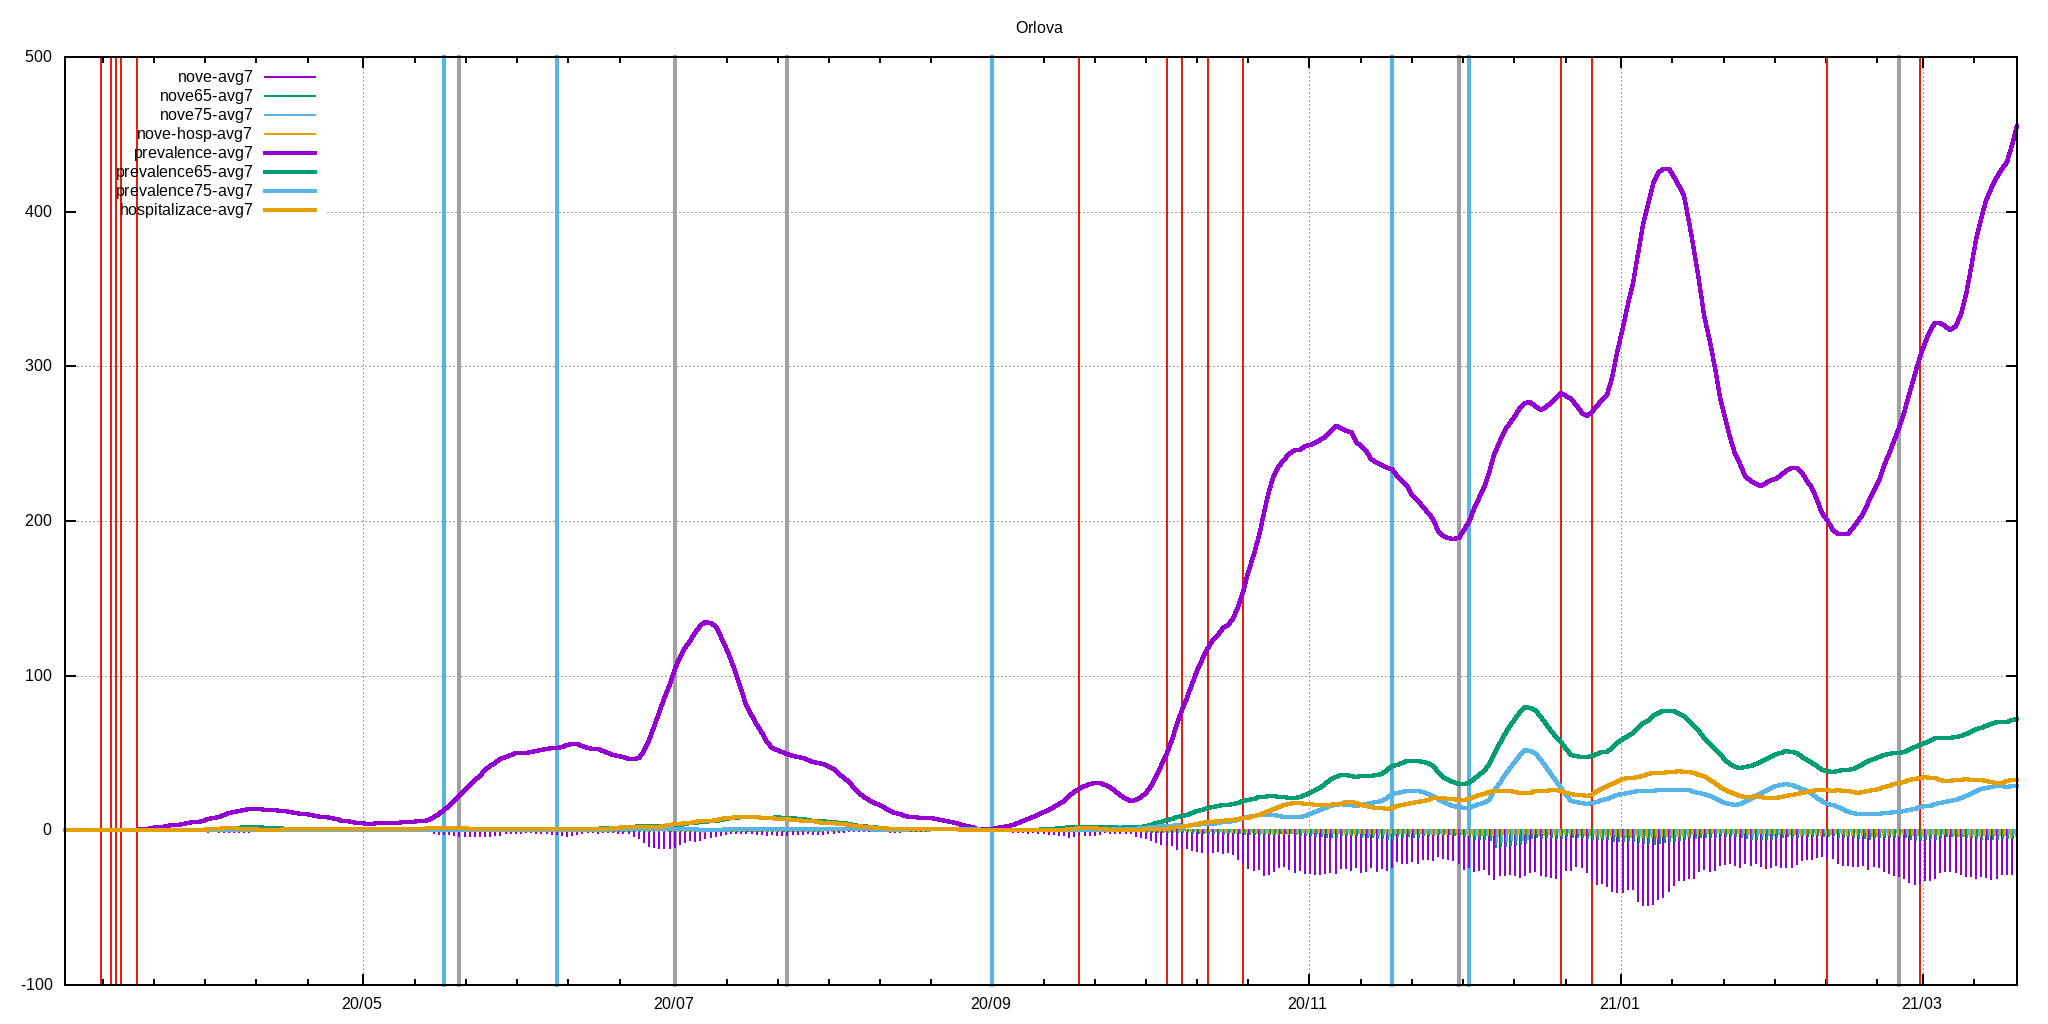 Orlova
500
400
300
200
100
0
-100
nove-avg7
nove65-avg7
nove75-avg7
nove-hosp-avg7
prevalence-avg7
prevalence65-avg7
prevalence75-avg7
hospitalizace-avg7
20/05
20/07
20/09
20/11
21/01
21/03